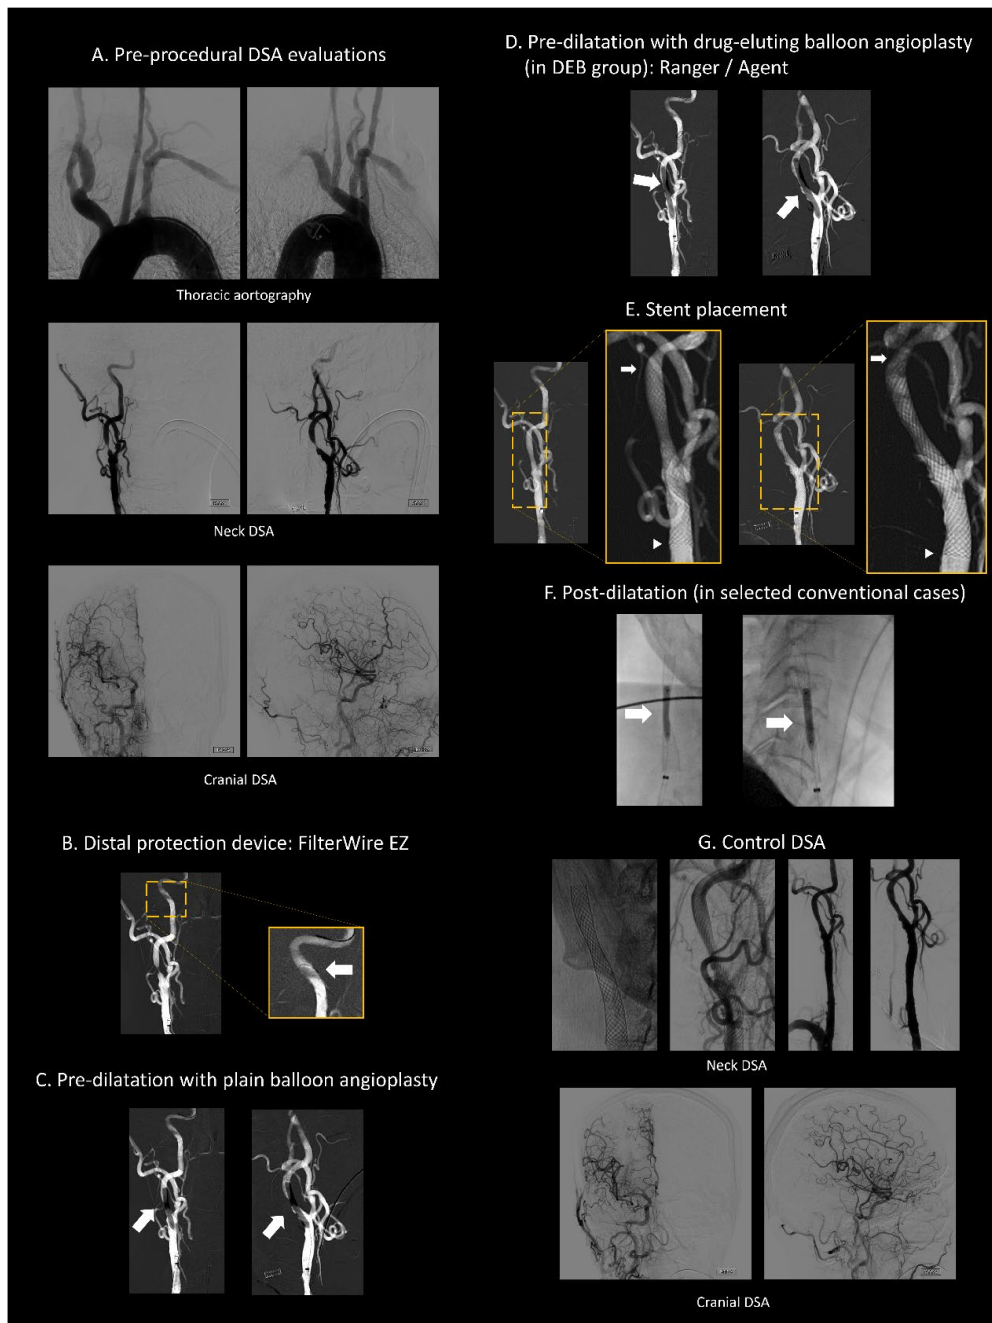 A. Pre-procedural DSA evaluations
Thoracic aortography
Neck DSA
Cranial DSA
B. Distal protection device: FilterWire EZ
C. Pre-dilatation with plain balloon angioplasty
D. Pre-dilatation with drug-eluting balloon angioplasty
(in DEB group): Ranger / Agent
E. Stent placement
F. Post-dilatation (in selected conventional cases)
G. Control DSA
Neck DSA
Cranial DSA